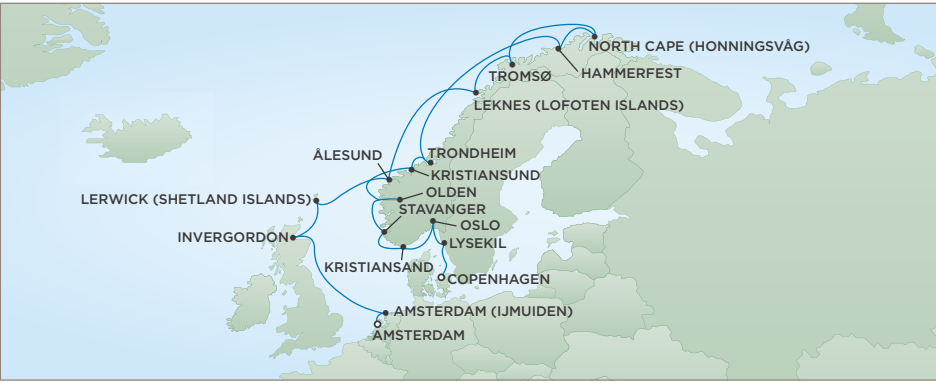 NORTH CAPE (HONNINGSVÅG)
HAMMERFEST
TROMSØ
LEKNES (LOFOTEN ISLANDS)
ÅLESUND
TRONDHEIM
KRISTIANSUND
OLDEN
LERWICK (SHETLAND ISLANDS)
STAVANGER
OSLO
INVERGORDON
LYSEKIL
KRISTIANSAND
COPENHAGEN
AMSTERDAM (IJMUIDEN)
AMSTERDAM